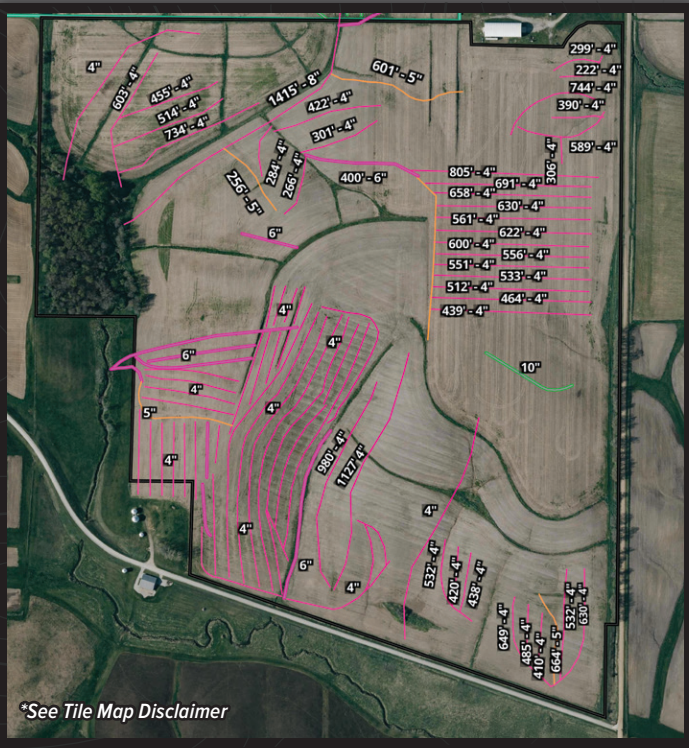 299' - 4"
4"
601' - 5"
222' - 4"
603' - 4"
455' - 4"
1415' - 8"
744' - 4"
514' - 4"
422' - 4"
390' - 4"
734' - 4"
301' - 4"
589' - 4"
306' - 4"
284' - 4"
266' - 4"
256' - 5"
400' - 6"
805' - 4"
691' - 4"
658' - 4"
630' - 4"
561' - 4"
622' - 4"
6"
600' - 4"
556' - 4"
551' - 4"
533' - 4"
512' - 4"
464' - 4"
439' - 4"
4"
4"
6"
10"
4"
4"
5"
980' - 4"
1127' 4"
4"
4"
4"
6"
4"
532' - 4"
420' - 4"
438' - 4"
649' - 4"
485' - 4"
410' - 4"
664' - 5"
532' - 4"
630' - 4"
*See Tile Map Disclaimer